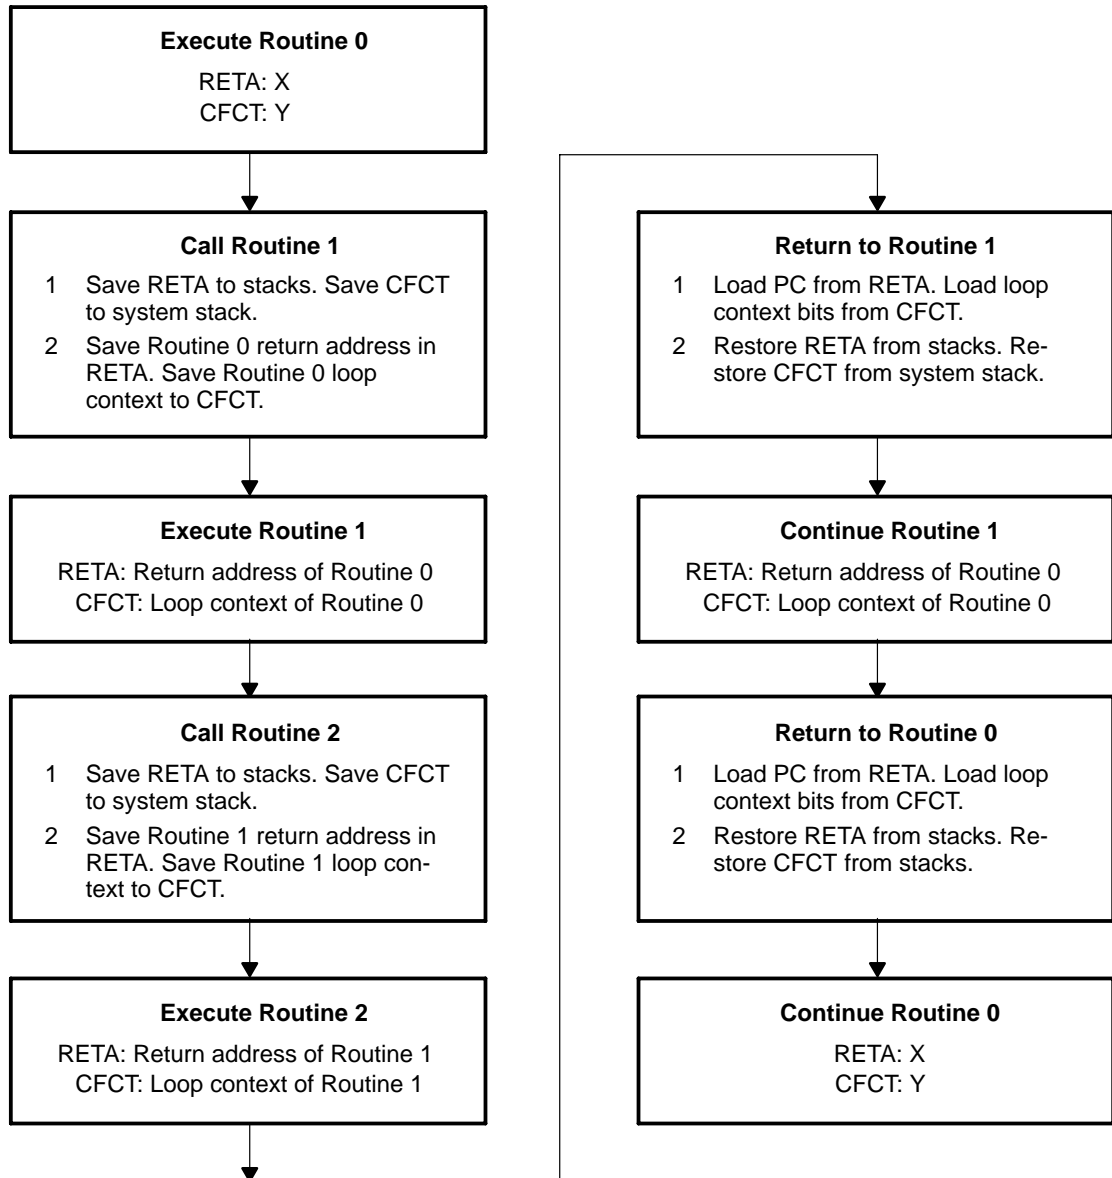 Execute Routine 0
RETA: X
CFCT: Y
Call Routine 1
1 Save RETA to stacks. Save CFCT
to system stack.
2 Save Routine 0 return address in
RETA. Save Routine 0 loop
context to CFCT.
Execute Routine 1
RETA: Return address of Routine 0
CFCT: Loop context of Routine 0
Call Routine 2
1 Save RETA to stacks. Save CFCT
to system stack.
2 Save Routine 1 return address in
RETA. Save Routine 1 loop con-
text to CFCT.
Execute Routine 2
RETA: Return address of Routine 1
CFCT: Loop context of Routine 1
Return to Routine 1
1 Load PC from RETA. Load loop
context bits from CFCT.
2 Restore RETA from stacks. Re-
store CFCT from system stack.
Continue Routine 1
RETA: Return address of Routine 0
CFCT: Loop context of Routine 0
Return to Routine 0
1 Load PC from RETA. Load loop
context bits from CFCT.
2 Restore RETA from stacks. Re-
store CFCT from stacks.
Continue Routine 0
RETA: X
CFCT: Y